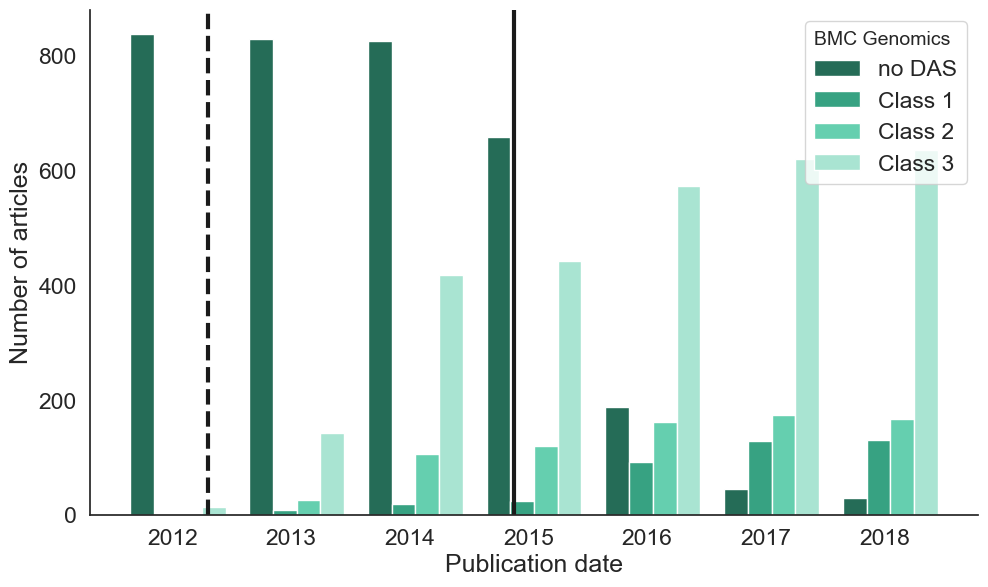 BMC Genomics
no DAS
Class 1
Class 2
Class 3
Number of articles
800
600
400
200
0
2012 2013 2014 2015 2016 2017 2018
Publication date